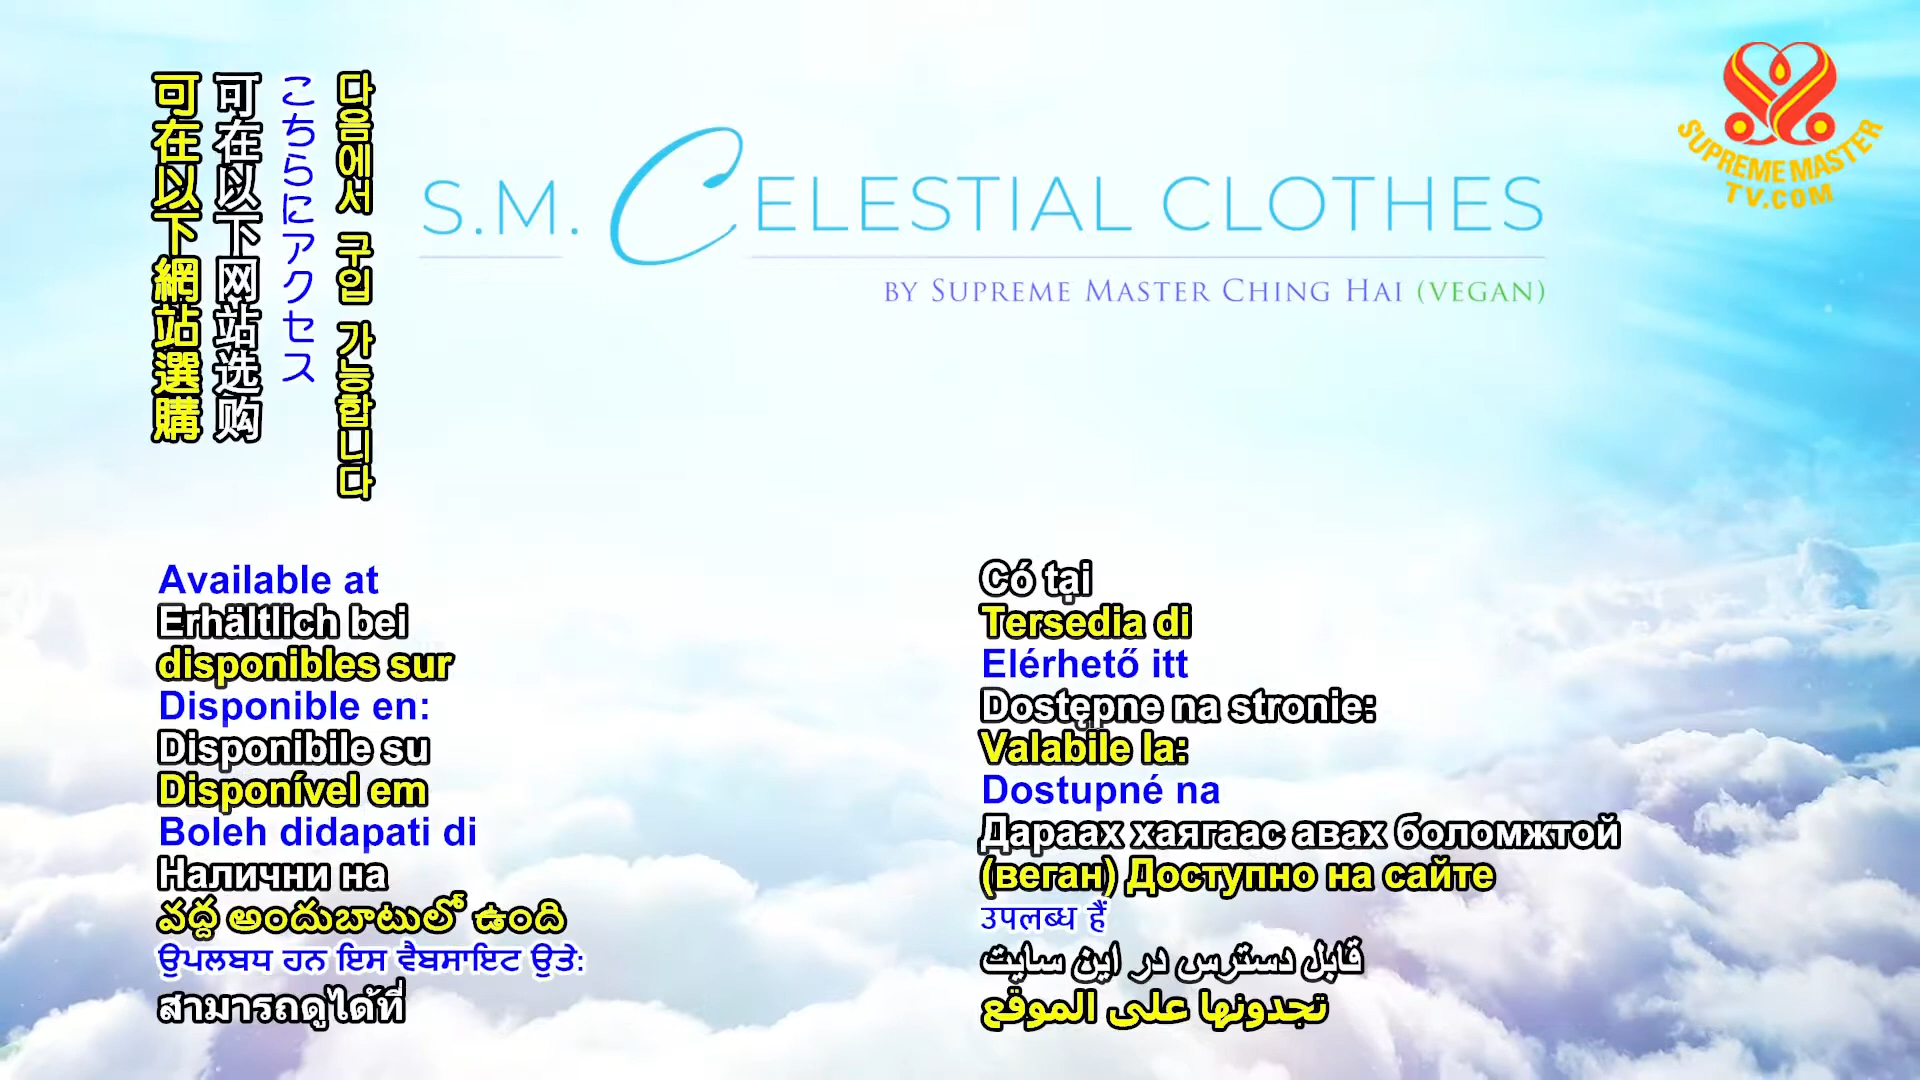 可在以下網站選購
可在以下网站选购
こちらにアクセス
다음에서 구입 가능합니다
S.M. CELESTIAL CLOTHES
BY SUPREME MASTER CHING HAI (VEGAN)
SUPREME MASTER
TV.COM
Available at
Erhältlich bei
disponibles sur
Disponible en:
Disponibile su
Disponível em
Boleh didapati di
Налични на
వద్ద అందుబాటులో ఉంది
ਉਪਲਬਧ ਹਨ ਇਸ ਵੈਬਸਾਇਟ ਉਤੇ:
สามารถดูได้ที่
Có tại
Tersedia di
Elérhető itt
Dostępne na stronie:
Valabile la:
Dostupné na
Дараах хаягаас авах боломжтой
(веган) Доступно на сайте
उपलब्ध हैं
قابل دسترس در این سایت
تجدونها على الموقع